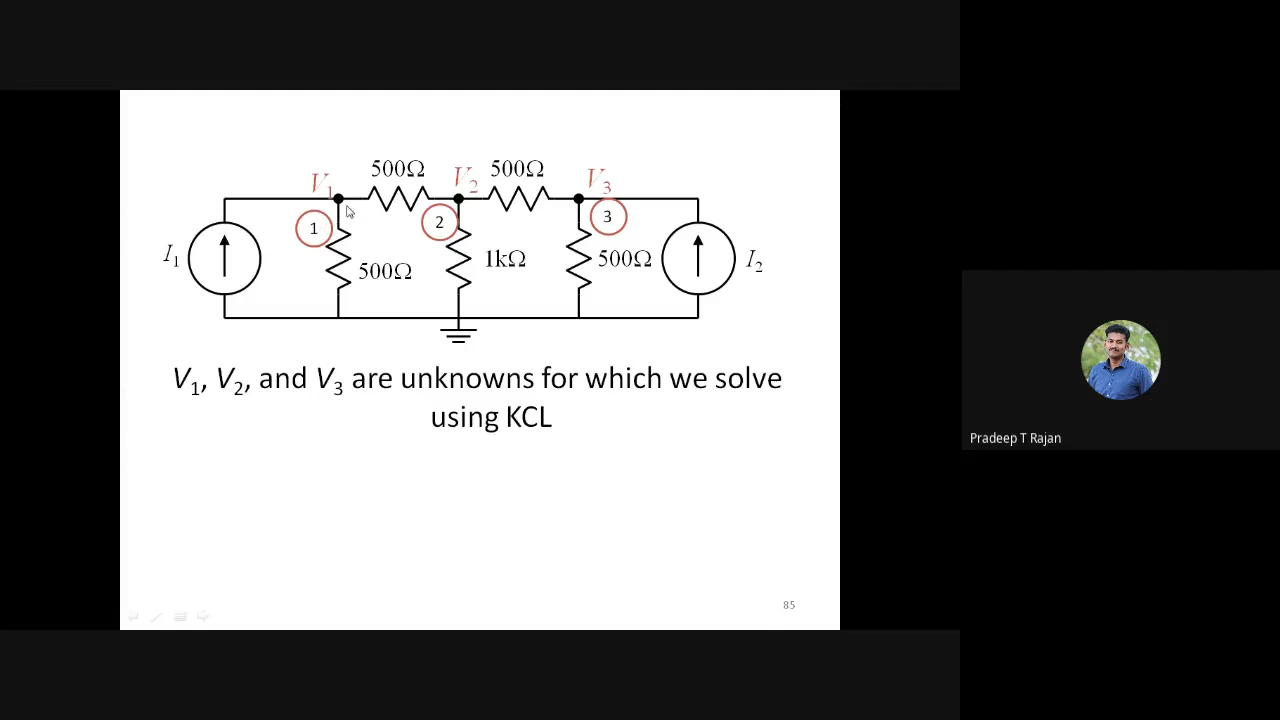 500Ω 500Ω
V1 V2 V3
1 2 3
I1 500Ω 1kΩ 500Ω I2
V1, V2, and V3 are unknowns for which we solve
using KCL
85
Pradeep T Rajan